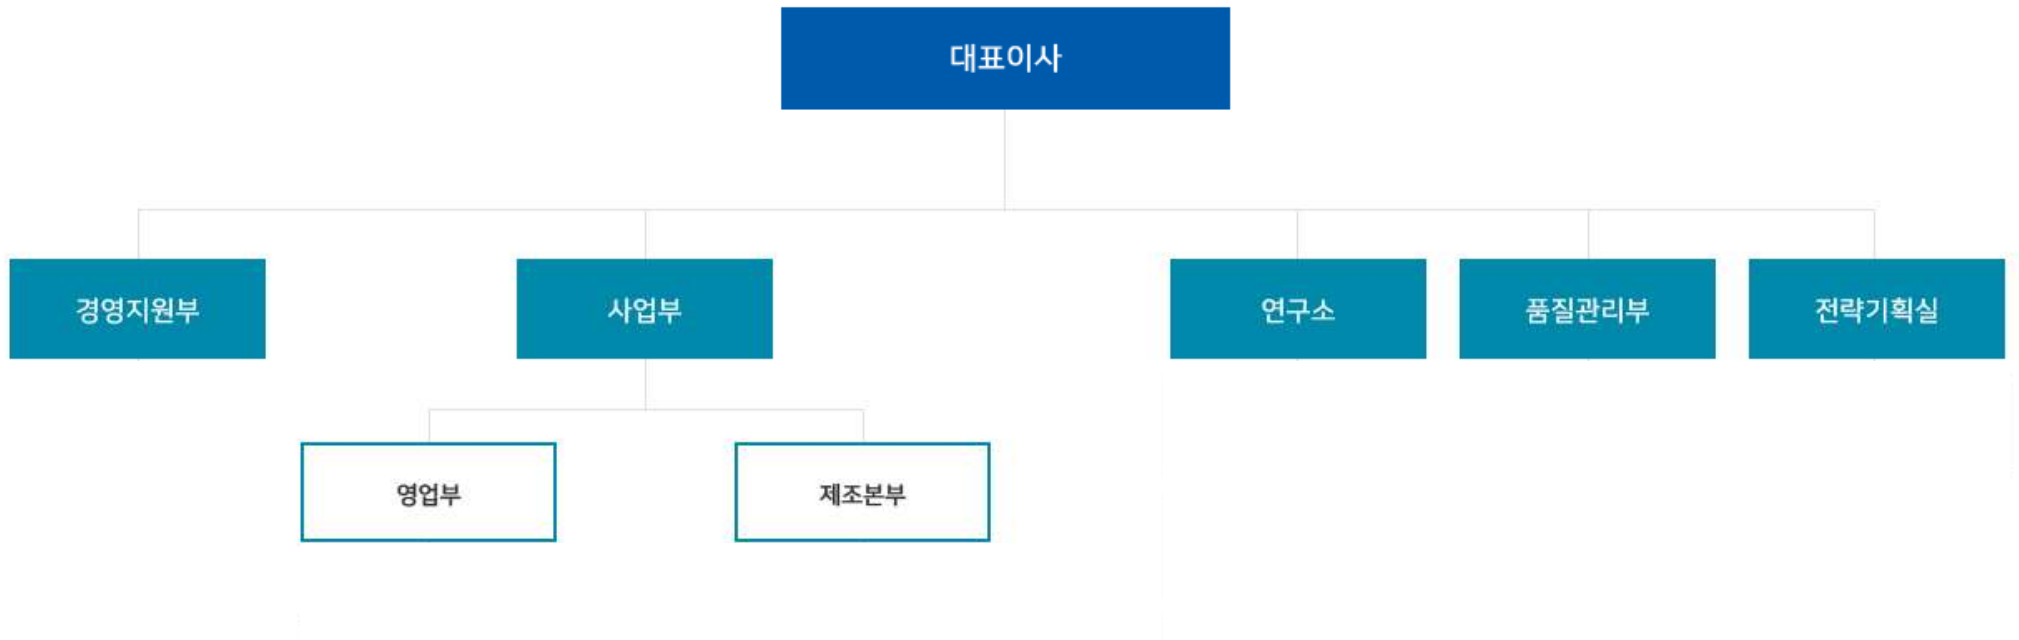 대표이사
경영지원부
사업부
연구소
품질관리부
전략기획실
영업부
제조본부